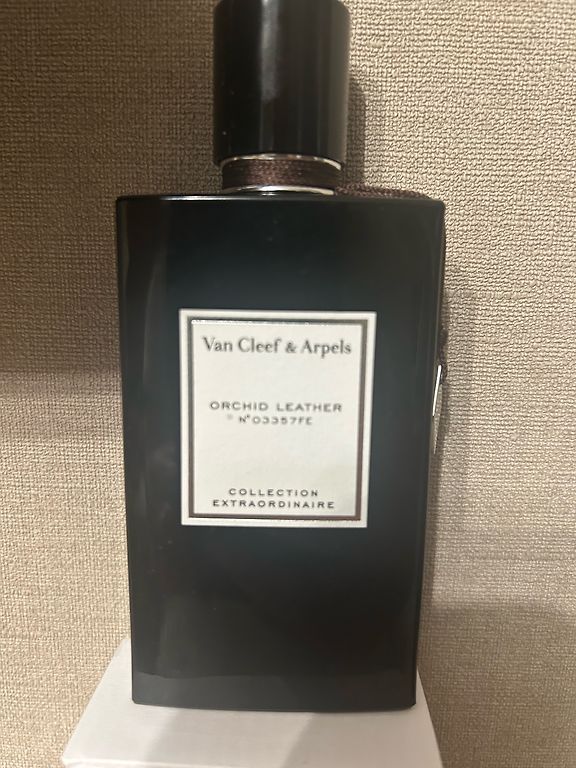 Van Cleef & Arpels
ORCHID LEATHER
N°03357FE
COLLECTION
EXTRAORDINAIRE